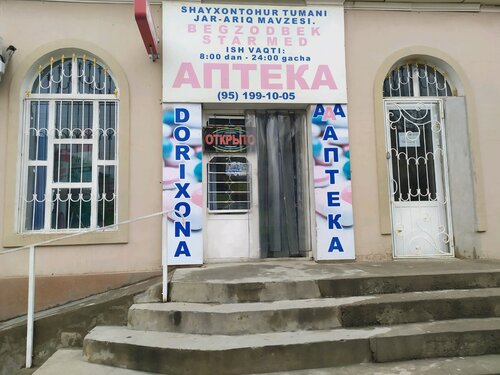 SHAYXONTOHUR TUMANI
JAR-ARIQ MAVZESI.
BEGZODBEK
STAR MED
ISH VAQTI:
8:00 dan - 24:00 gacha
АПТЕКА
(95) 199-10-05
DORIXONA
ОТКРЫТО
АПТЕКА